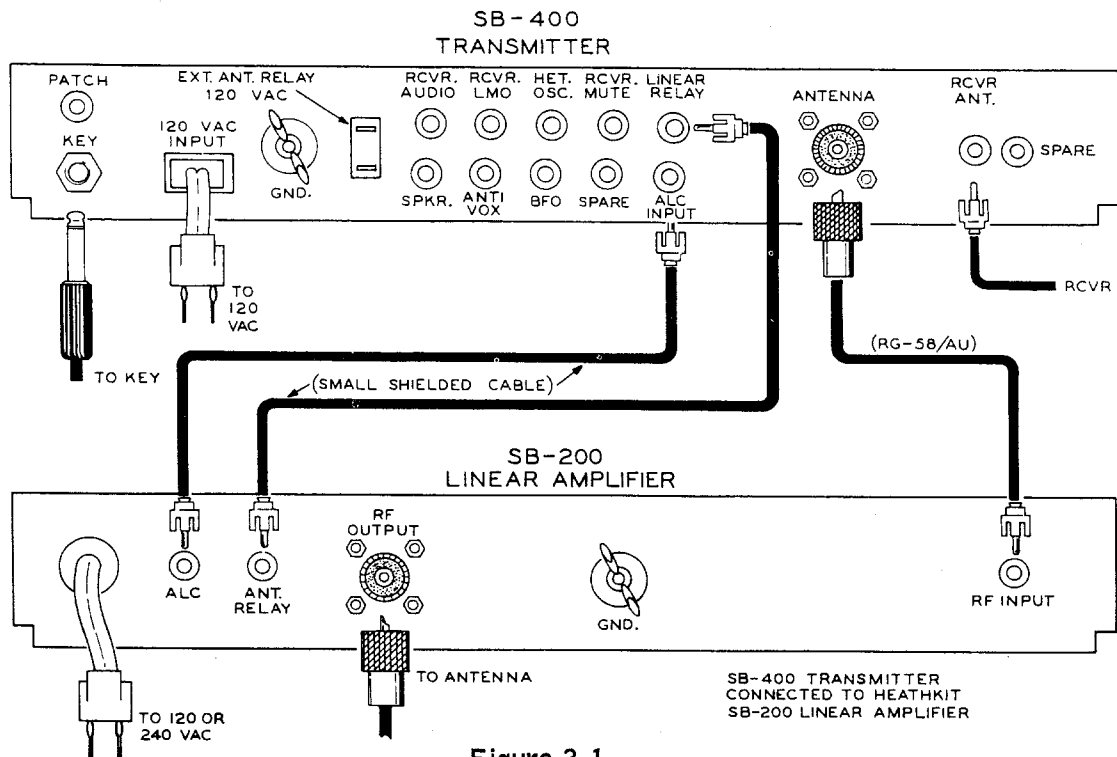 SB-400
TRANSMITTER
PATCH
KEY
EXT. ANT. RELAY
120 VAC
120 VAC
INPUT
GND.
RCVR. RCVR. HET. RCVR. LINEAR
AUDIO LMO OSC. MUTE RELAY
SPKR. ANTI VOX BFO SPARE ALC INPUT
ANTENNA
RCVR
ANT.
SPARE
TO
120
VAC
TO KEY
RCVR
(RG-58/AU)
(SMALL SHIELDED CABLE)
SB-200
LINEAR AMPLIFIER
RF
OUTPUT
ALC
ANT.
RELAY
GND.
RF INPUT
TO ANTENNA
TO 120 OR
240 VAC
SB-400 TRANSMITTER
CONNECTED TO HEATHKIT
SB-200 LINEAR AMPLIFIER